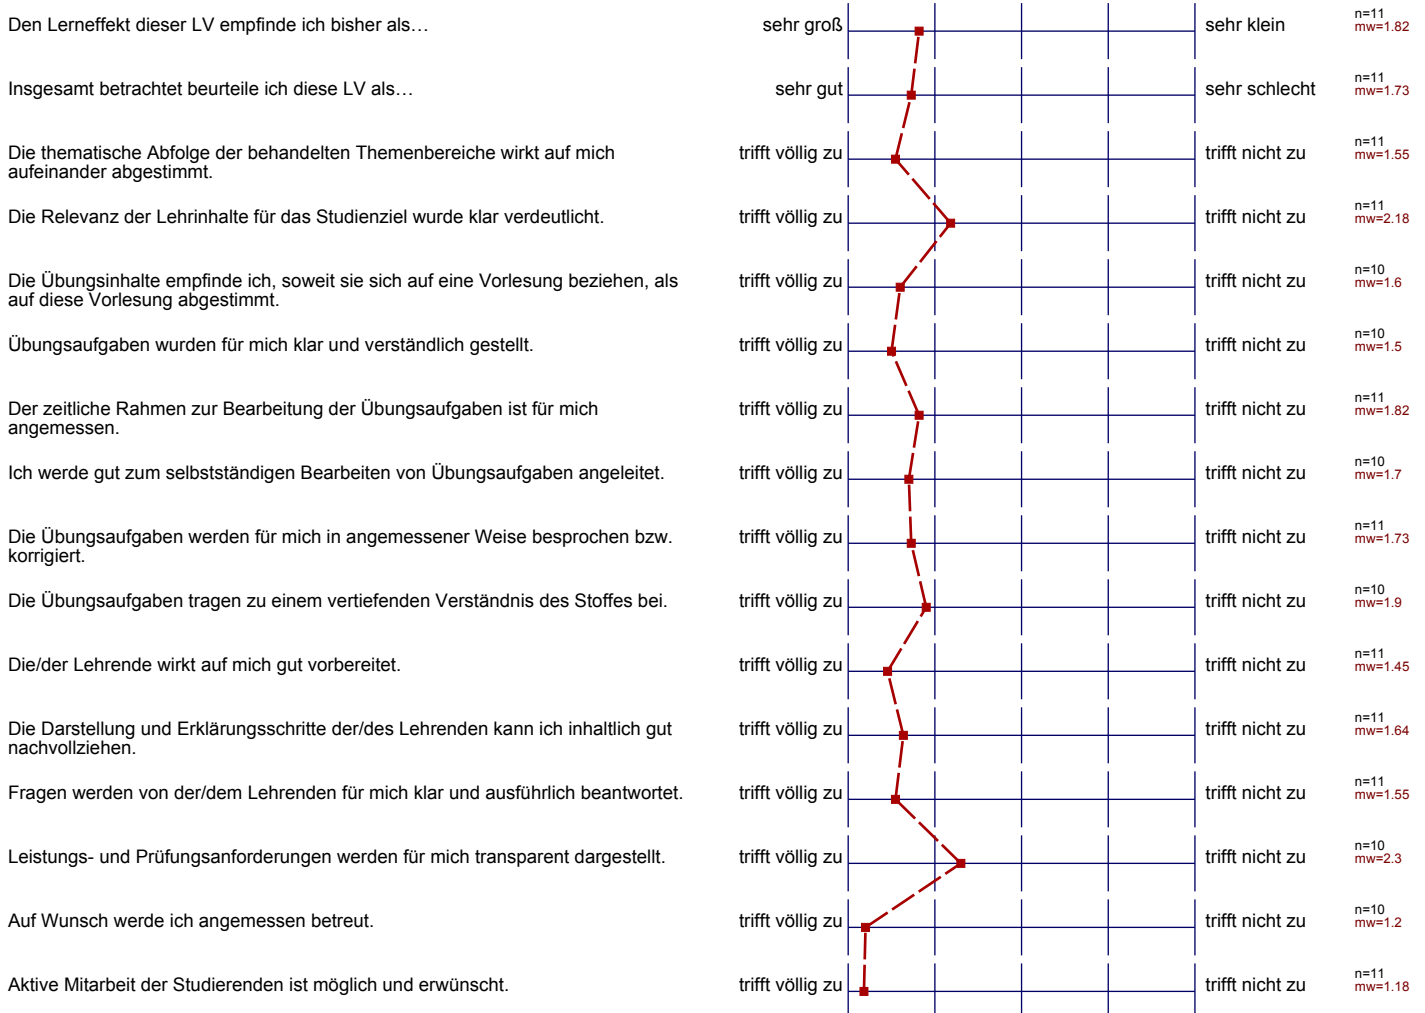 Den Lerneffekt dieser LV empfinde ich bisher als… sehr groß sehr klein n=11
mw=1.82
Insgesamt betrachtet beurteile ich diese LV als… sehr gut sehr schlecht n=11
mw=1.73
Die thematische Abfolge der behandelten Themenbereiche wirkt auf mich
aufeinander abgestimmt.
trifft völlig zu trifft nicht zu n=11
mw=1.55
Die Relevanz der Lehrinhalte für das Studienziel wurde klar verdeutlicht. trifft völlig zu trifft nicht zu n=11
mw=2.18
Die Übungsinhalte empfinde ich, soweit sie sich auf eine Vorlesung beziehen, als
auf diese Vorlesung abgestimmt.
trifft völlig zu trifft nicht zu n=10
mw=1.6
Übungsaufgaben wurden für mich klar und verständlich gestellt. trifft völlig zu trifft nicht zu n=10
mw=1.5
Der zeitliche Rahmen zur Bearbeitung der Übungsaufgaben ist für mich
angemessen.
trifft völlig zu trifft nicht zu n=11
mw=1.82
Ich werde gut zum selbstständigen Bearbeiten von Übungsaufgaben angeleitet. trifft völlig zu trifft nicht zu n=10
mw=1.7
Die Übungsaufgaben werden für mich in angemessener Weise besprochen bzw.
korrigiert.
trifft völlig zu trifft nicht zu n=11
mw=1.73
Die Übungsaufgaben tragen zu einem vertiefenden Verständnis des Stoffes bei. trifft völlig zu trifft nicht zu n=10
mw=1.9
Die/der Lehrende wirkt auf mich gut vorbereitet. trifft völlig zu trifft nicht zu n=11
mw=1.45
Die Darstellung und Erklärungsschritte der/des Lehrenden kann ich inhaltlich gut
nachvollziehen.
trifft völlig zu trifft nicht zu n=11
mw=1.64
Fragen werden von der/dem Lehrenden für mich klar und ausführlich beantwortet. trifft völlig zu trifft nicht zu n=11
mw=1.55
Leistungs- und Prüfungsanforderungen werden für mich transparent dargestellt. trifft völlig zu trifft nicht zu n=10
mw=2.3
Auf Wunsch werde ich angemessen betreut. trifft völlig zu trifft nicht zu n=10
mw=1.2
Aktive Mitarbeit der Studierenden ist möglich und erwünscht. trifft völlig zu trifft nicht zu n=11
mw=1.18